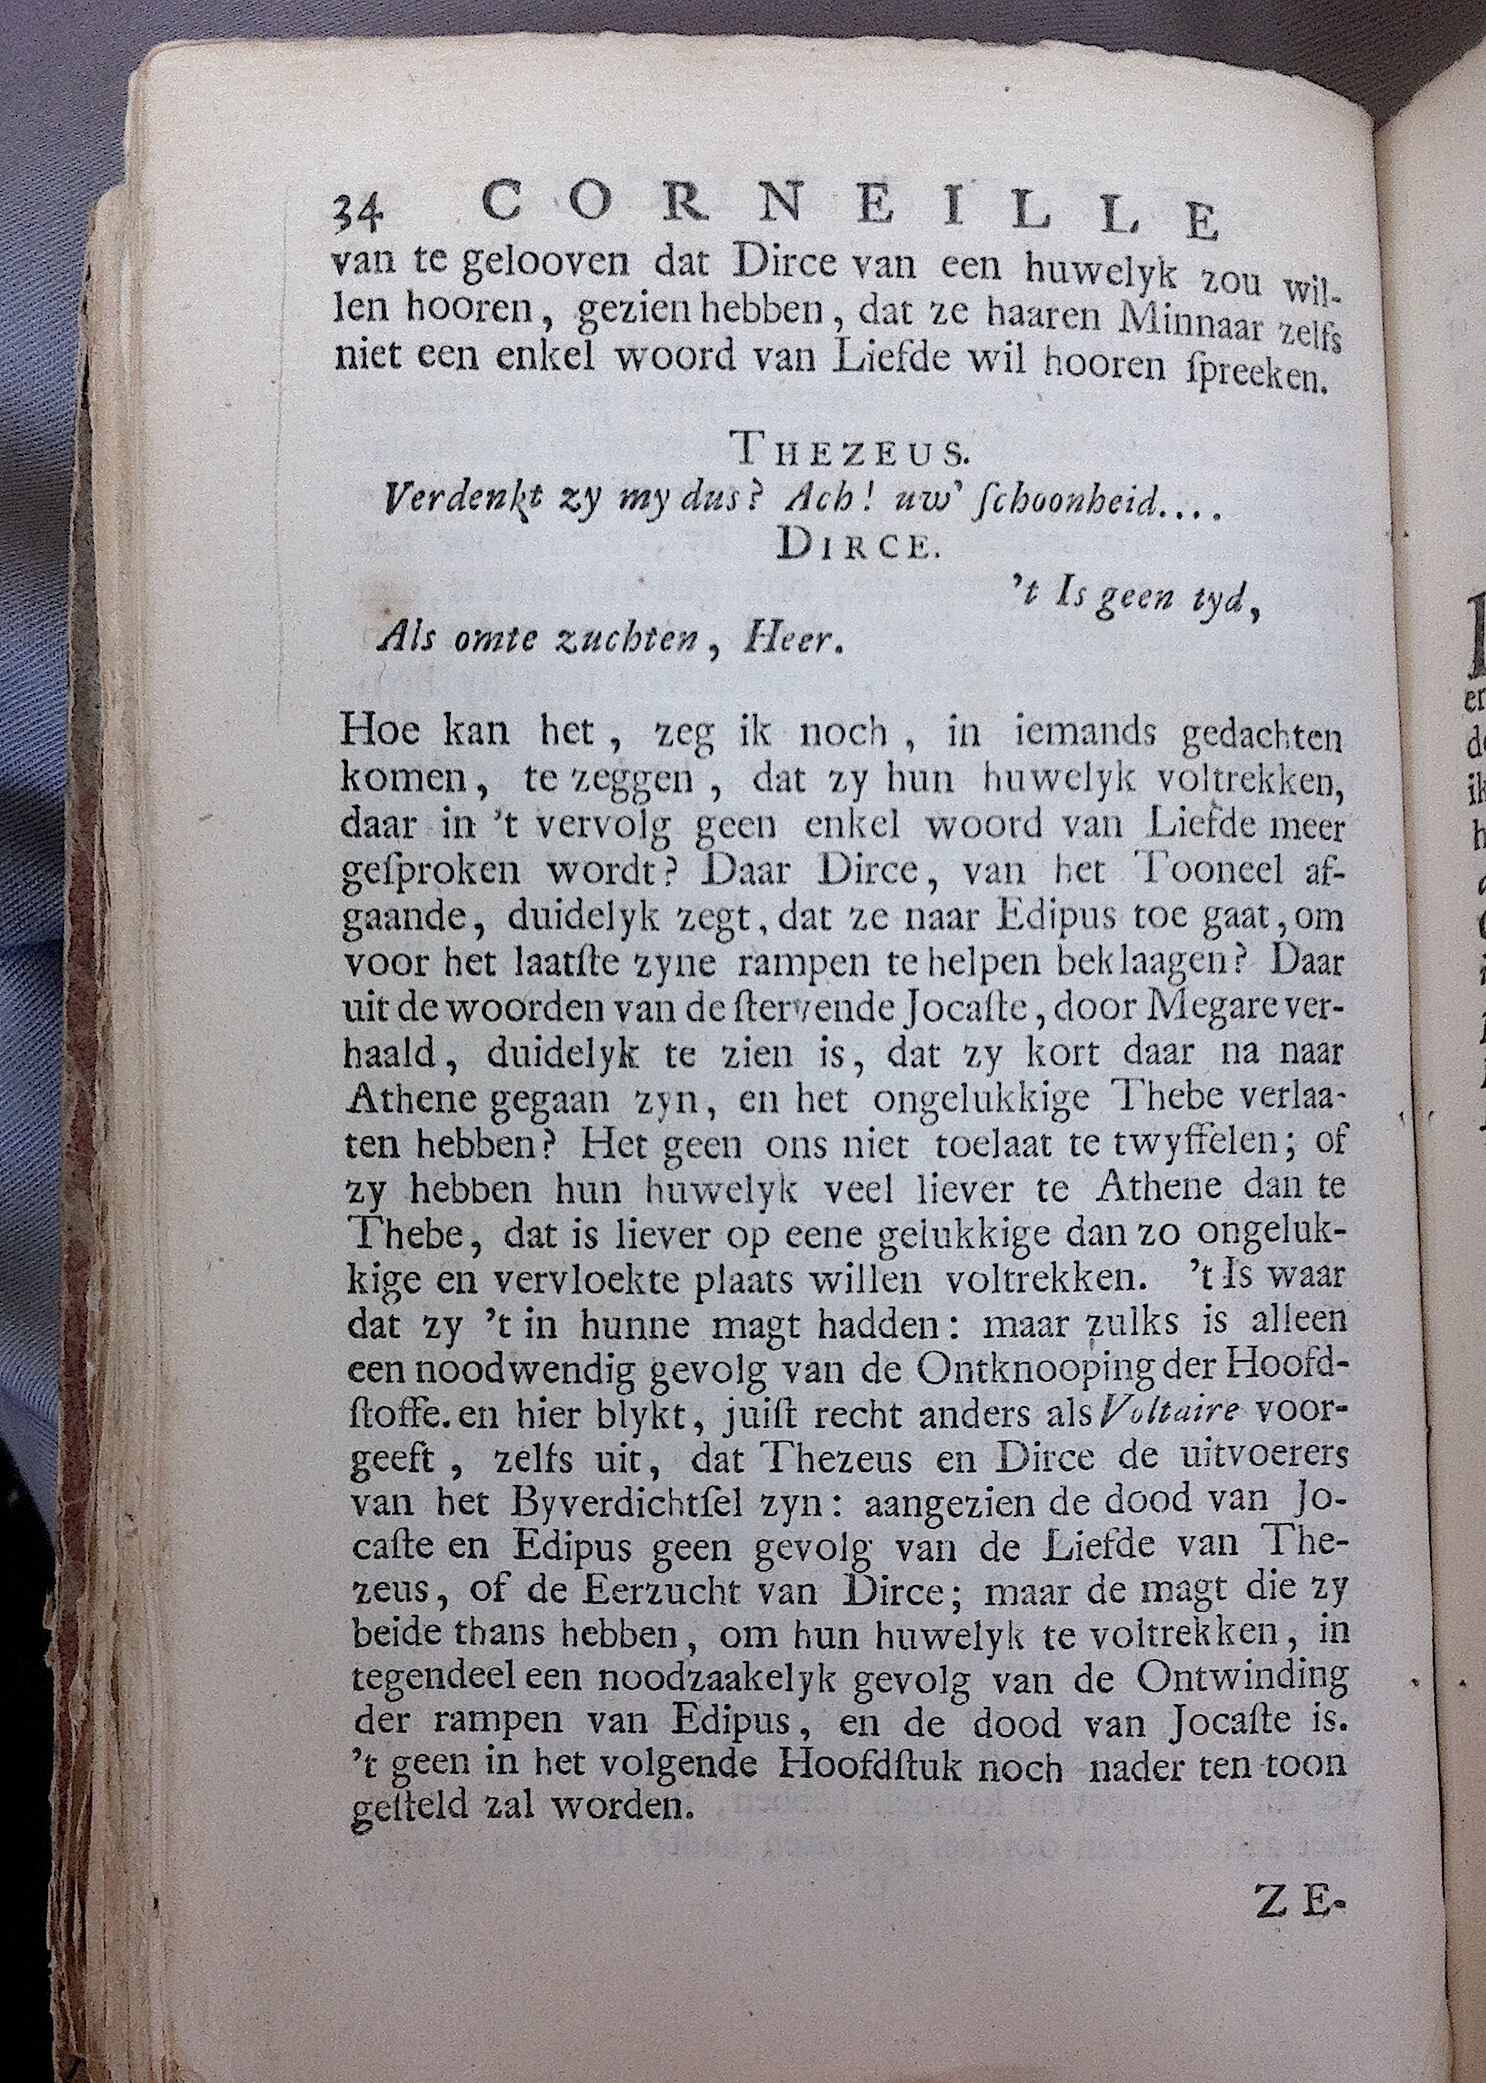 34 CORNEILLE
van te gelooven dat Dirce van een huwelyk zou wil-
len hooren, gezien hebben, dat ze haaren Minnaar zelfs
niet een enkel woord van Liefde wil hooren ſpreeken.
THEZEUS.
Verdenkt zy my dus? Ach! uw' ſchoonheid....
DIRCE.
't Is geen tyd,
Als omte zuchten, Heer.
Hoe kan het, zeg ik noch, in iemands gedachten
komen, te zeggen, dat zy hun huwelyk voltrekken,
daar in 't vervolg geen enkel woord van Liefde meer
geſproken wordt? Daar Dirce, van het Tooneel af-
gaande, duidelyk zegt, dat ze naar Edipus toe gaat, om
voor het laatſte zyne rampen te helpen beklaagen? Daar
uit de woorden van de ſtervende Jocaſte, door Megare ver-
haald, duidelyk te zien is, dat zy kort daar na naar
Athene gegaan zyn, en het ongelukkige Thebe verlaa-
ten hebben? Het geen ons niet toelaat te twyffelen; of
zy hebben hun huwelyk veel liever te Athene dan te
Thebe, dat is liever op eene gelukkige dan zo ongeluk-
kige en vervloekte plaats willen voltrekken. 't Is waar
dat zy 't in hunne magt hadden: maar zulks is alleen
een noodwendig gevolg van de Ontknooping der Hoofd-
ſtoffe. en hier blykt, juiſt recht anders als Voltaire voor-
geeft, zelfs uit, dat Thezeus en Dirce de uitvoerers
van het Byverdichtſel zyn: aangezien de dood van Jo-
caſte en Edipus geen gevolg van de Liefde van The-
zeus, of de Eerzucht van Dirce; maar de magt die zy
beide thans hebben, om hun huwelyk te voltrekken, in
tegendeel een noodzaakelyk gevolg van de Ontwinding
der rampen van Edipus, en de dood van Jocaſte is.
't geen in het volgende Hoofdſtuk noch nader ten toon
geſteld zal worden.
ZE-